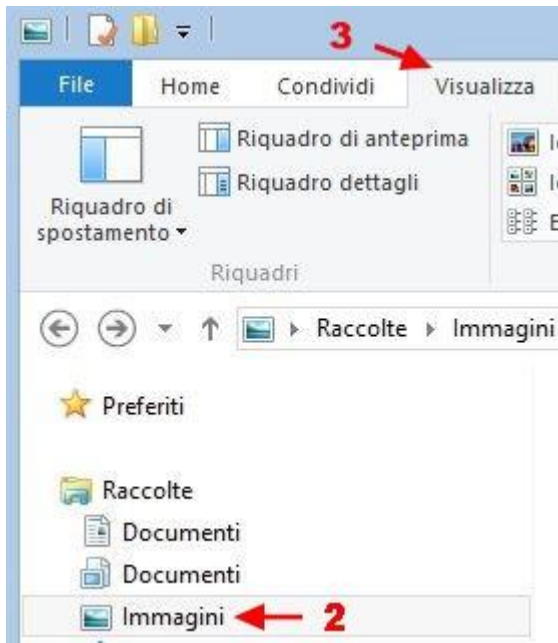 3
File Home Condividi Visualizza
Riquadro di anteprima
Riquadro dettagli
Riquadro di
spostamento
Riquadri
Raccolte Immagini
Preferiti
Raccolte
Documenti
Documenti
Immagini 2